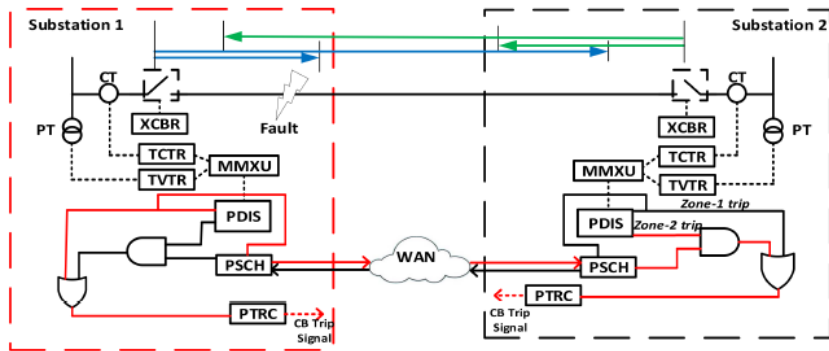 Substation 1
Substation 2
CT
CT
PT
PT
XCBR
Fault
XCBR
TCTR
TVTR
MMXU
MMXU
TCTR
TVTR
Zone-1 trip
PDIS
PDIS
Zone-2 trip
PSCH
WAN
PSCH
PTRC
CB Trip
Signal
PTRC
CB Trip
Signal